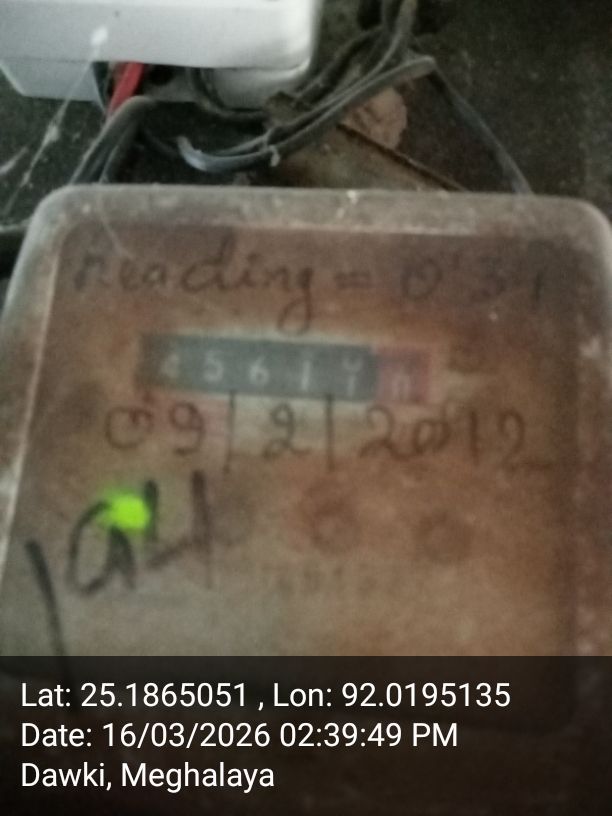 Reading = 0'31
4561
09/2/2012
Lat: 25.1865051 , Lon: 92.0195135
Date: 16/03/2026 02:39:49 PM
Dawki, Meghalaya